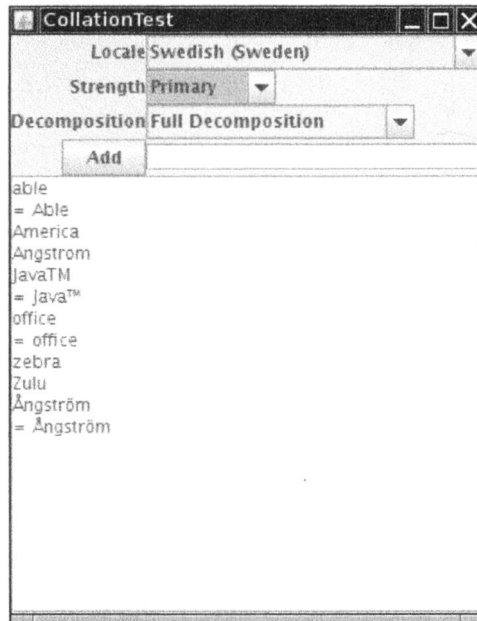 CollationTest
Locale Swedish (Sweden)
Strength Primary
Decomposition Full Decomposition
Add
able
= Able
America
Angstrom
JavaTM
= Java™
office
= office
zebra
Zulu
Ångström
= Ångström